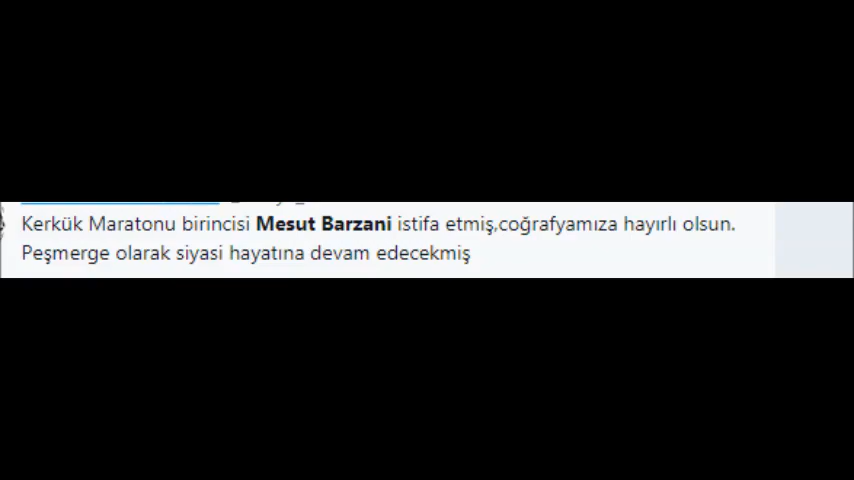 Kerkük Maratonu birincisi Mesut Barzani istifa etmiş,coğrafyamıza hayırlı olsun.
Peşmerge olarak siyasi hayatına devam edecekmiş